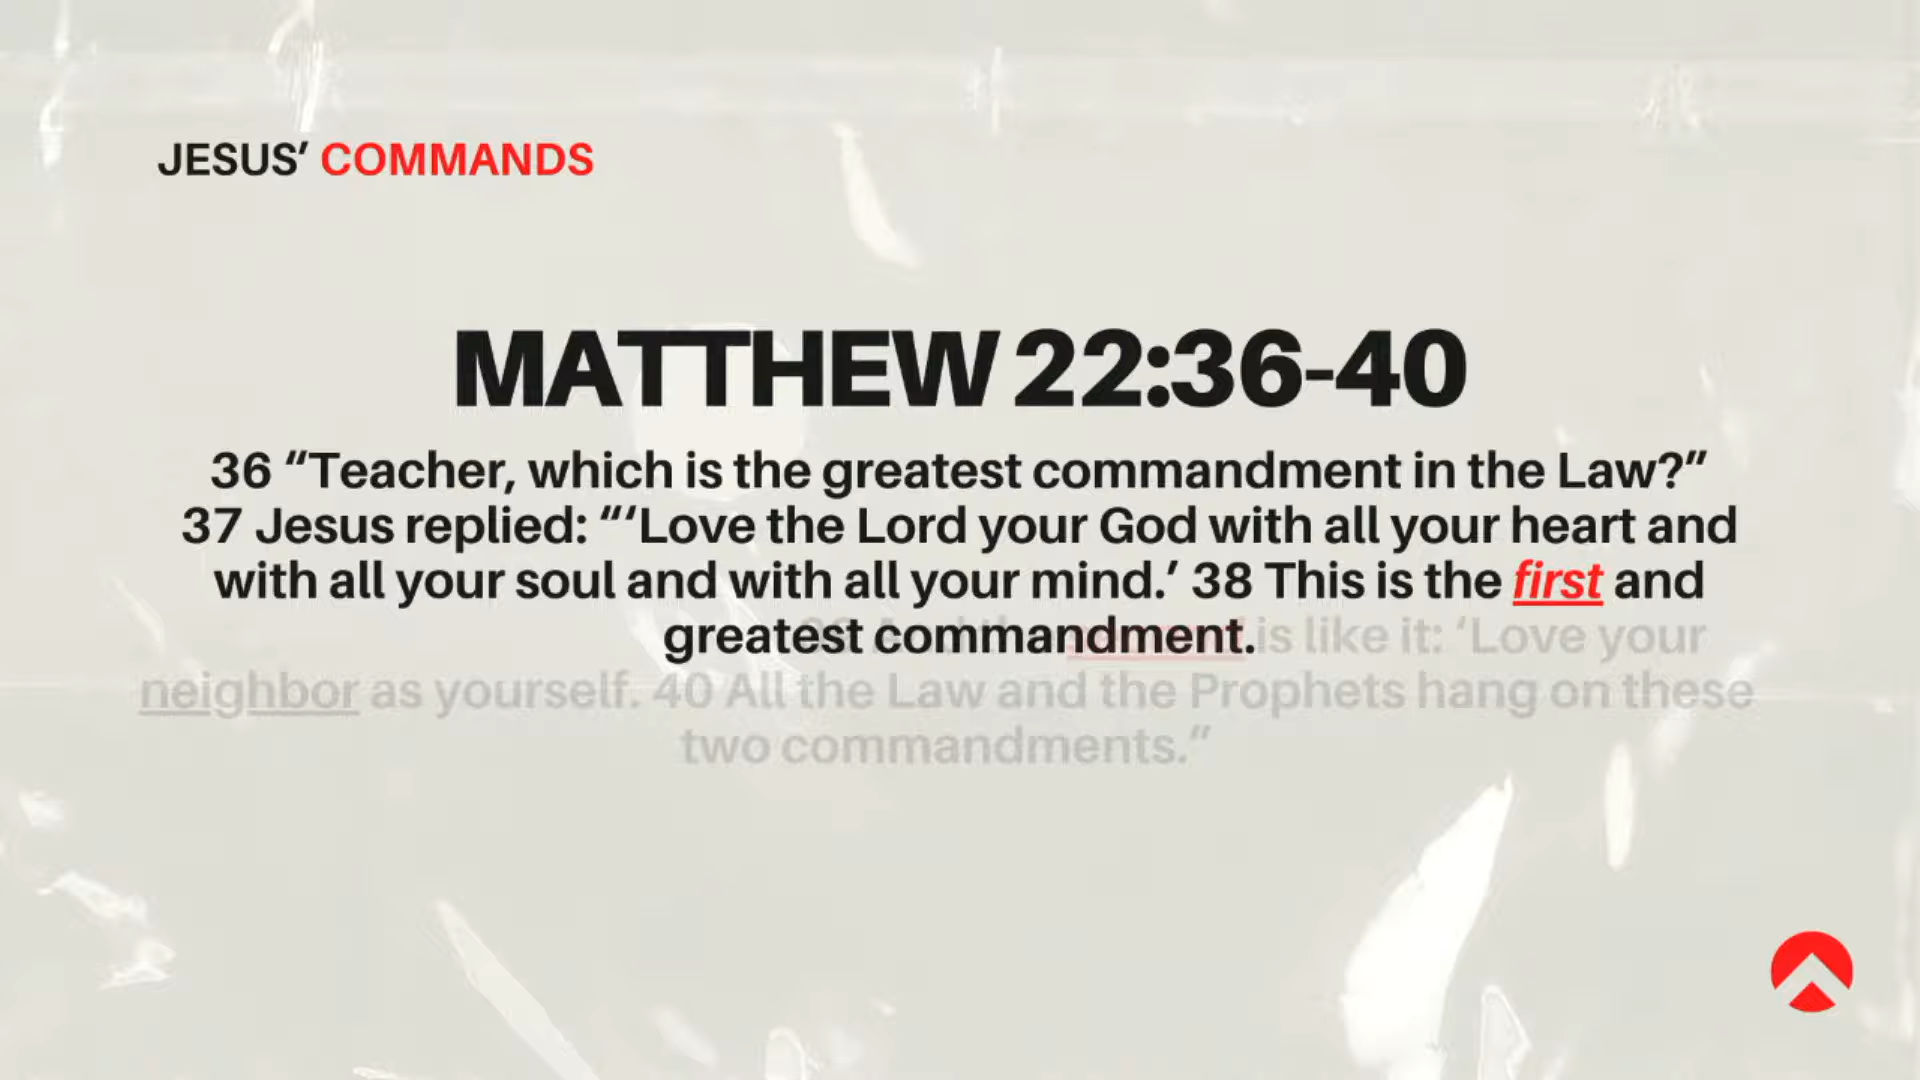 JESUS’ COMMANDS
MATTHEW 22:36-40
36 “Teacher, which is the greatest commandment in the Law?”
37 Jesus replied: “‘Love the Lord your God with all your heart and
with all your soul and with all your mind.’ 38 This is the first and
greatest commandment.
is like it: ‘Love your
neighbor as yourself. 40 All the Law and the Prophets hang on these
two commandments.”